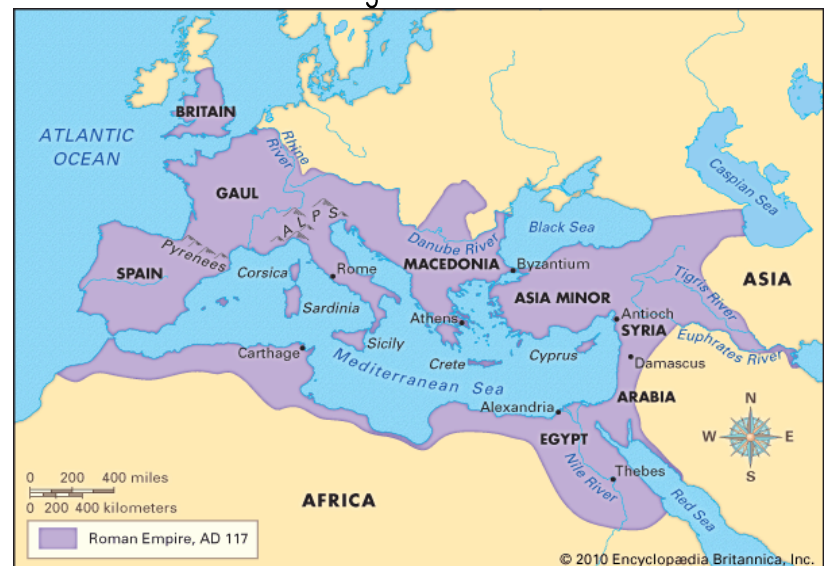 BRITAIN
ATLANTIC
OCEAN
Rhine
River
GAUL
ALPS
Pyrenees
SPAIN
Corsica
Rome
Sardinia
Danube River
MACEDONIA
Black Sea
Byzantium
Caspian Sea
ASIA
ASIA MINOR
Tigris River
Athens
Antioch
SYRIA
Euphrates River
Sicily
Carthage
Crete
Cyprus
Damascus
Mediterranean Sea
ARABIA
Alexandria
EGYPT
Nile River
Thebes
Red Sea
AFRICA
N
W E
S
0 200 400 miles
0 200 400 kilometers
Roman Empire, AD 117
© 2010 Encyclopædia Britannica, Inc.